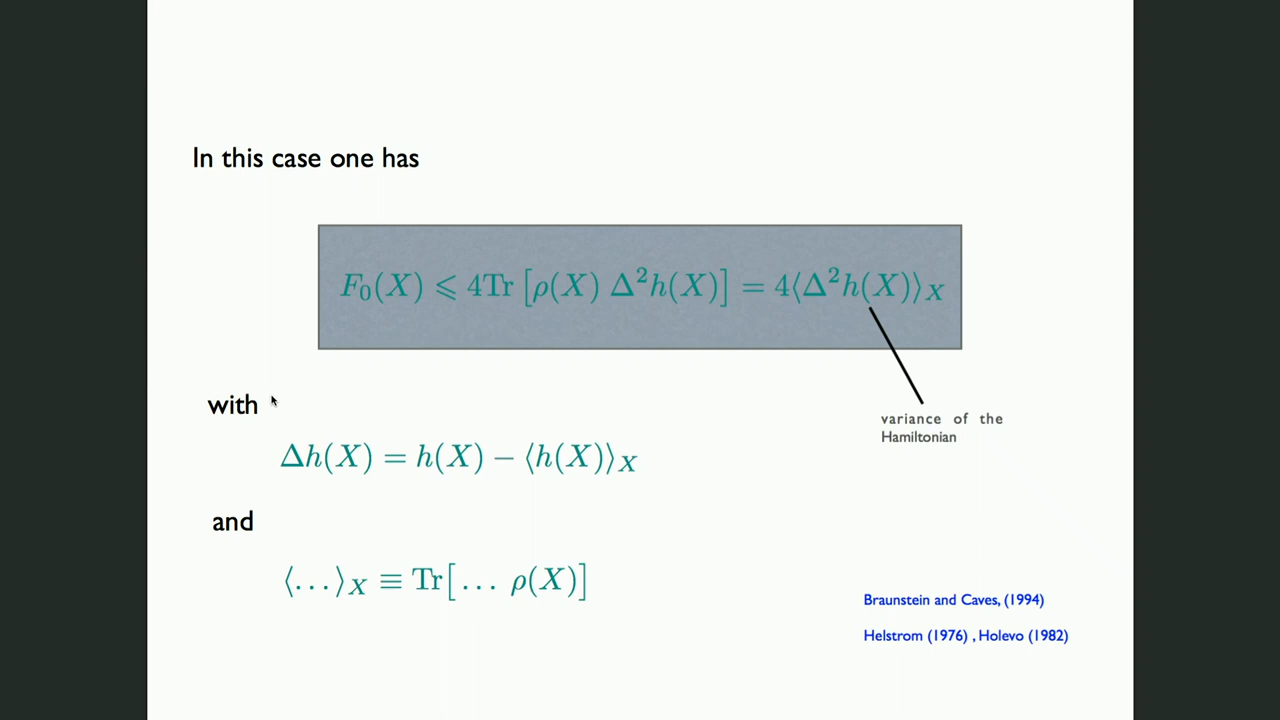 In this case one has
F₀(X) ⩽ 4Tr [ρ(X) Δ²h(X)] = 4⟨Δ²h(X)⟩_X
with
variance of the
Hamiltonian
Δh(X) = h(X) − ⟨h(X)⟩_X
and
⟨...⟩_X ≡ Tr[... ρ(X)]
Braunstein and Caves, (1994)
Helstrom (1976) , Holevo (1982)